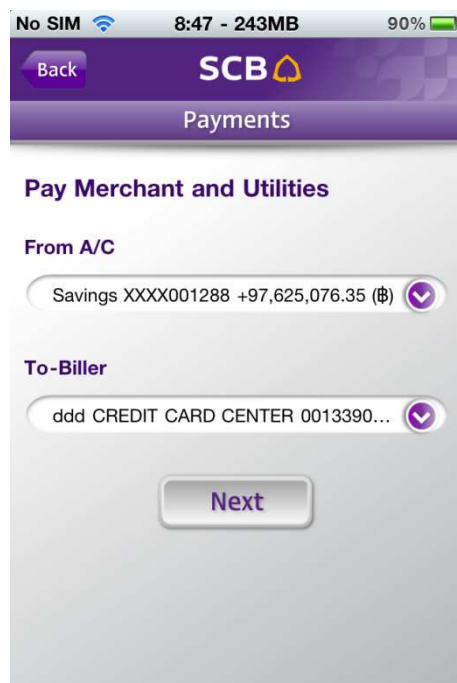 No SIM 8:47 - 243MB 90%
Back SCB
Payments
Pay Merchant and Utilities
From A/C
Savings XXXX001288 +97,625,076.35 (฿)
To-Biller
ddd CREDIT CARD CENTER 0013390...
Next